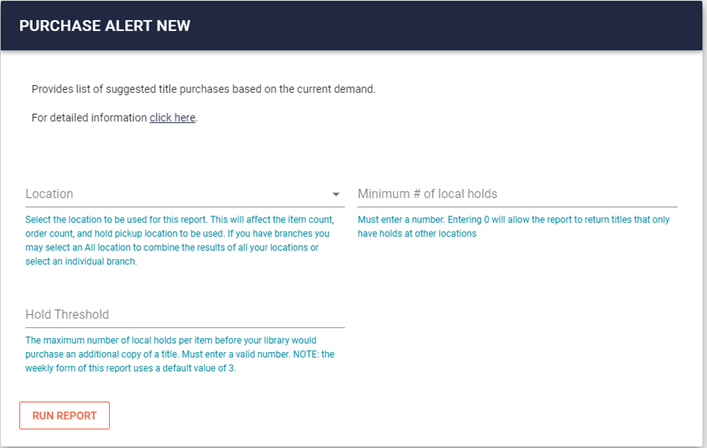 PURCHASE ALERT NEW
Provides list of suggested title purchases based on the current demand.
For detailed information click here.
Location
Select the location to be used for this report. This will affect the item count,
order count, and hold pickup location to be used. If you have branches you
may select an All location to combine the results of all your locations or
select an individual branch.
Minimum # of local holds
Must enter a number. Entering 0 will allow the report to return titles that only
have holds at other locations
Hold Threshold
The maximum number of local holds per item before your library would
purchase an additional copy of a title. Must enter a valid number. NOTE: the
weekly form of this report uses a default value of 3.
RUN REPORT